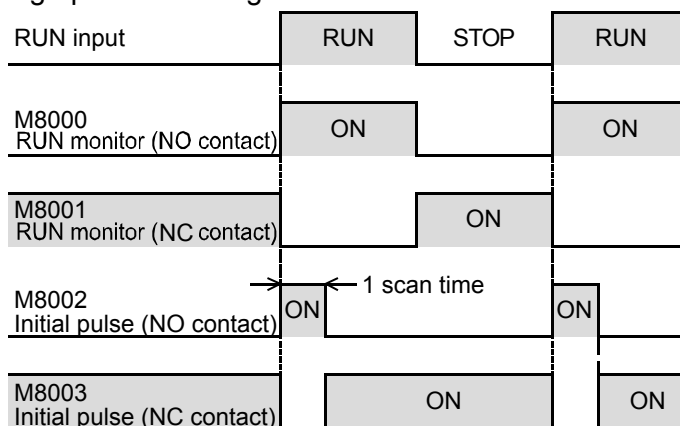 RUN input RUN STOP RUN
M8000
RUN monitor (NO contact) ON ON
M8001
RUN monitor (NC contact) ON
M8002 1 scan time
Initial pulse (NO contact) ON ON
M8003
Initial pulse (NC contact) ON ON